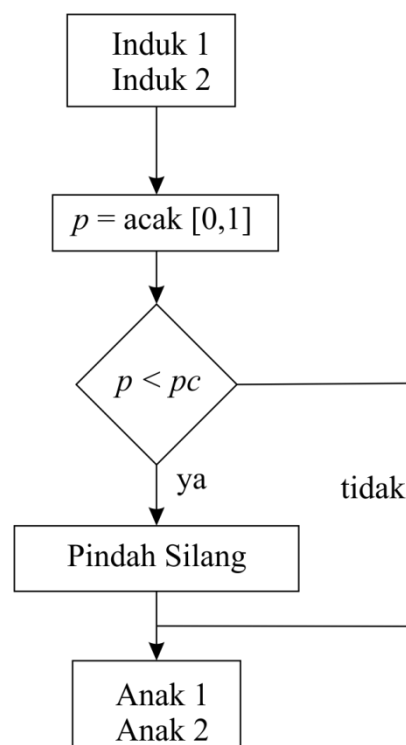 Induk 1
Induk 2
p = acak [0,1]
p < pc
ya
tidak
Pindah Silang
Anak 1
Anak 2